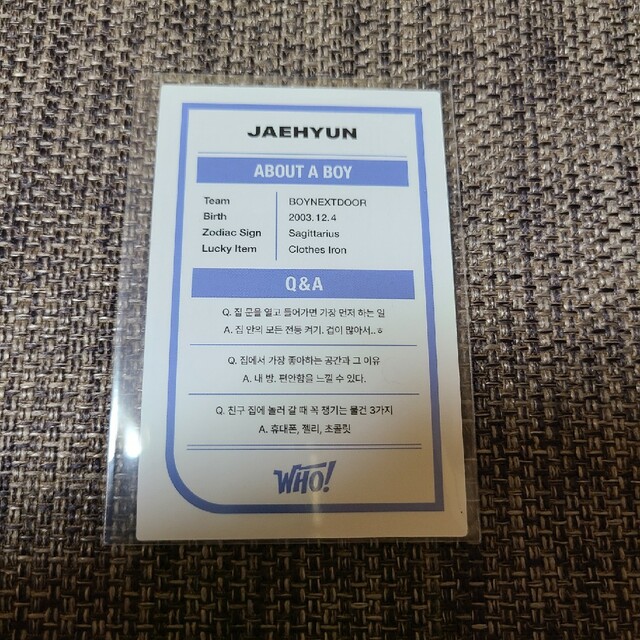 JAEHYUN
ABOUT A BOY
Team BOYNEXTDOOR
Birth 2003.12.4
Zodiac Sign Sagittarius
Lucky Item Clothes Iron
Q&A
Q. 집 문을 열고 들어가면 가장 먼저 하는 일
A. 집 안의 모든 전등 켜기. 겁이 많아서..ㅎ
Q. 집에서 가장 좋아하는 공간과 그 이유
A. 내 방. 편안함을 느낄 수 있다.
Q. 친구 집에 놀러 갈 때 꼭 챙기는 물건 3가지
A. 휴대폰, 젤리, 초콜릿
WHO!